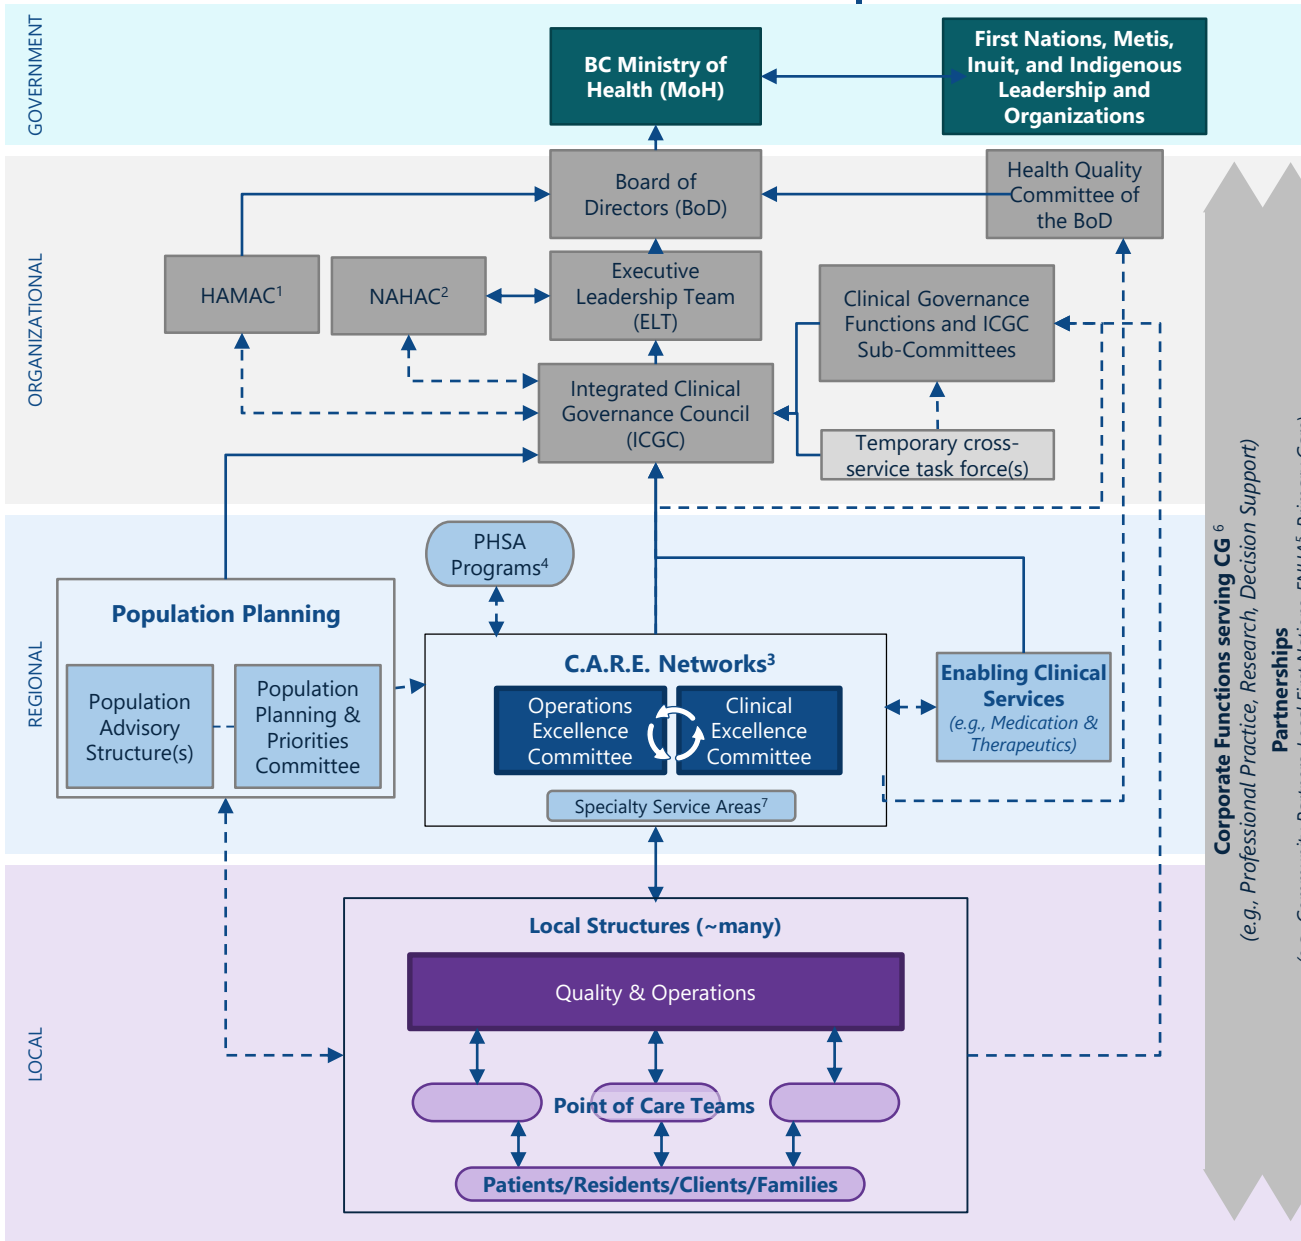 GOVERNMENT
BC Ministry of
Health (MoH)
First Nations, Metis,
Inuit, and Indigenous
Leadership and
Organizations
ORGANIZATIONAL
Board of
Directors (BoD)
Health Quality
Committee of
the BoD
HAMAC¹
NAHAC²
Executive
Leadership Team
(ELT)
Clinical Governance
Functions and ICGC
Sub-Committees
Integrated Clinical
Governance Council
(ICGC)
Temporary cross-
service task force(s)
REGIONAL
PHSA
Programs⁴
Population Planning
Population
Advisory
Structure(s)
Population
Planning &
Priorities
Committee
C.A.R.E. Networks³
Operations
Excellence
Committee
Clinical
Excellence
Committee
Specialty Service Areas⁷
Enabling Clinical
Services
(e.g., Medication &
Therapeutics)
LOCAL
Local Structures (~many)
Quality & Operations
Point of Care Teams
Patients/Residents/Clients/Families
Corporate Functions serving CG ⁶
(e.g., Professional Practice, Research, Decision Support)
Partnerships